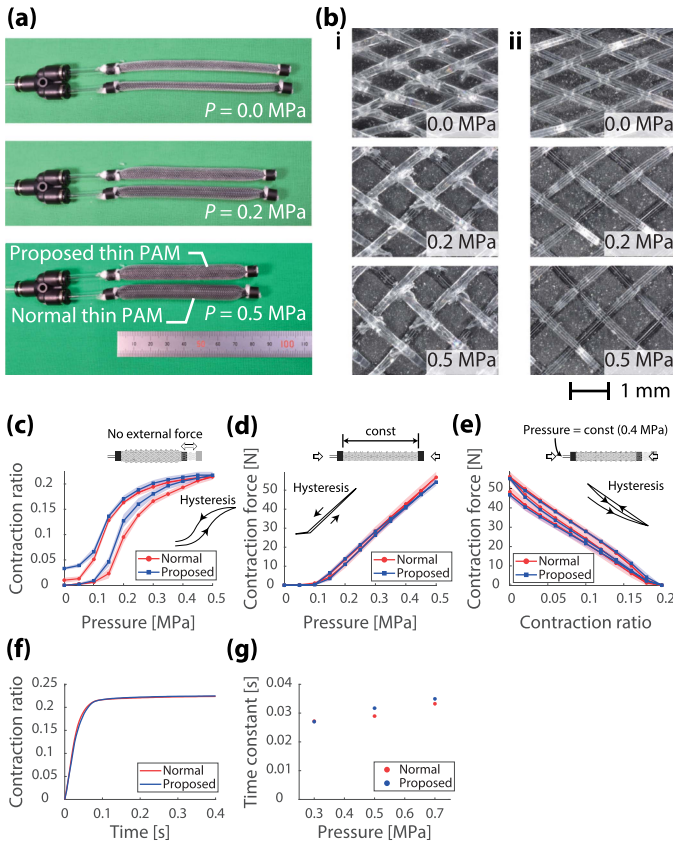 (a)
P = 0.0 MPa
P = 0.2 MPa
Proposed thin PAM
Normal thin PAM
P = 0.5 MPa
50
100
(b)
i
ii
0.0 MPa
0.0 MPa
0.2 MPa
0.2 MPa
0.5 MPa
0.5 MPa
1 mm
(c)
No external force
Contraction ratio
0.2
0.15
0.1
0.05
0
Hysteresis
Normal
Proposed
0 0.1 0.2 0.3 0.4 0.5
Pressure [MPa]
(d)
const
Contraction force [N]
60
50
40
30
20
10
0
Hysteresis
Normal
Proposed
0 0.1 0.2 0.3 0.4 0.5
Pressure [MPa]
(e)
Pressure = const (0.4 MPa)
Contraction force [N]
60
50
40
30
20
10
0
Hysteresis
Normal
Proposed
0 0.05 0.1 0.15 0.2
Contraction ratio
(f)
Contraction ratio
0.25
0.2
0.15
0.1
0.05
0
Normal
Proposed
0 0.1 0.2 0.3 0.4
Time [s]
(g)
Time constant [s]
0.04
0.03
0.02
0.01
0
Normal
Proposed
0.3 0.4 0.5 0.6 0.7
Pressure [MPa]